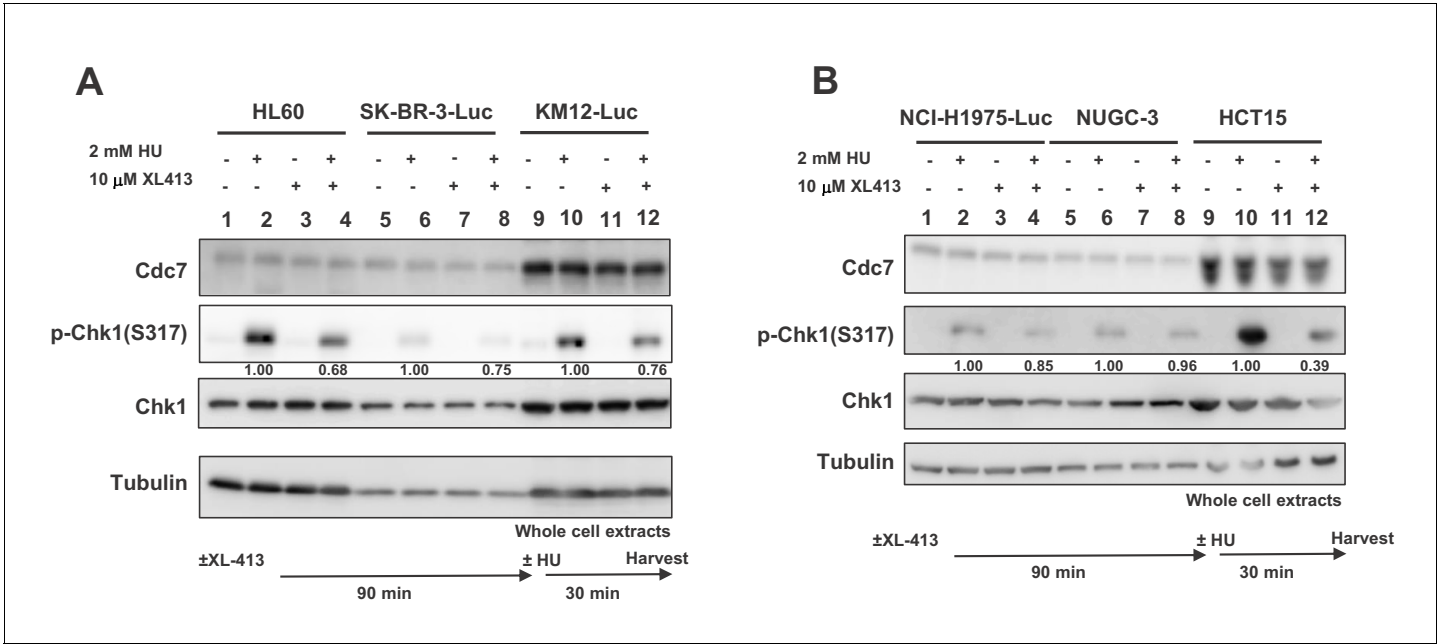 A
HL60 SK-BR-3-Luc KM12-Luc
2 mM HU - + - + - + - + - + - +
10 μM XL413 - - + + - - + + - - + +
1 2 3 4 5 6 7 8 9 10 11 12
Cdc7
p-Chk1(S317)
1.00 0.68 1.00 0.75 1.00 0.76
Chk1
Tubulin
Whole cell extracts
±XL-413 ± HU Harvest
90 min 30 min
B
NCI-H1975-Luc NUGC-3 HCT15
2 mM HU - + - + - + - + - + - +
10 μM XL413 - - + + - - + + - - + +
1 2 3 4 5 6 7 8 9 10 11 12
Cdc7
p-Chk1(S317)
1.00 0.85 1.00 0.96 1.00 0.39
Chk1
Tubulin
Whole cell extracts
±XL-413 ± HU Harvest
90 min 30 min